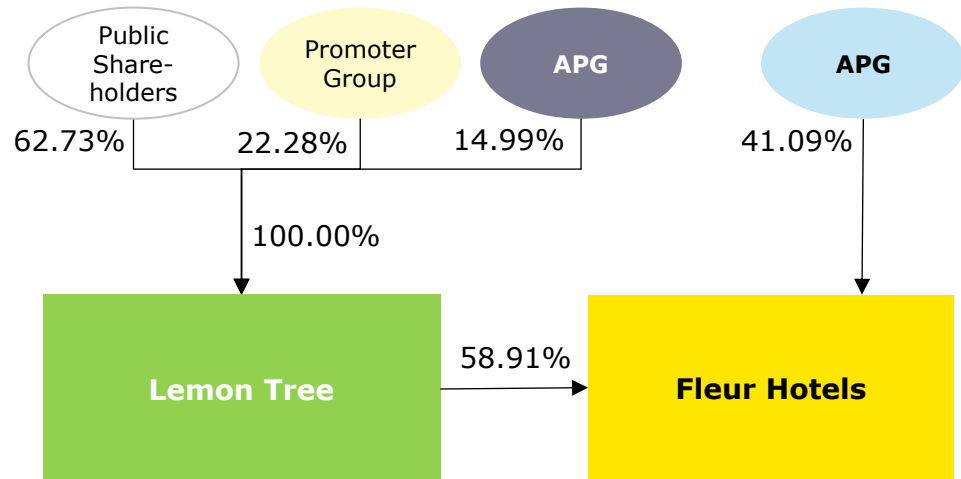 Public
Share-
holders
Promoter
Group
APG
APG
62.73%
22.28%
14.99%
41.09%
100.00%
58.91%
Lemon Tree
Fleur Hotels